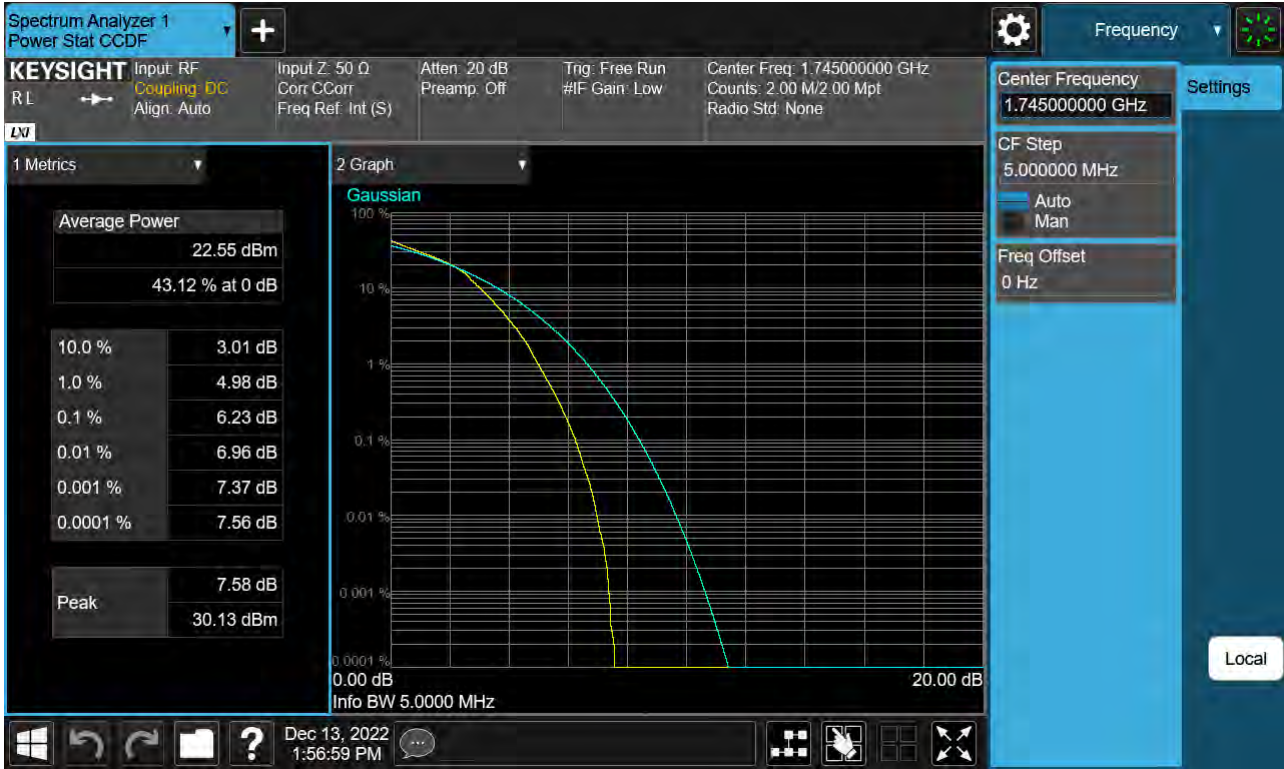 Spectrum Analyzer 1
Power Stat CCDF
Frequency
KEYSIGHT
R L
LXI
Input: RF
Coupling: DC
Align: Auto
Input Z: 50 Ω
Corr CCorr
Freq Ref: Int (S)
Atten: 20 dB
Preamp: Off
Trig: Free Run
#IF Gain: Low
Center Freq: 1.745000000 GHz
Counts: 2.00 M/2.00 Mpt
Radio Std: None
Center Frequency
1.745000000 GHz
Settings
CF Step
5.000000 MHz
Auto
Man
Freq Offset
0 Hz
1 Metrics
Average Power
22.55 dBm
43.12 % at 0 dB
10.0 % 3.01 dB
1.0 % 4.98 dB
0.1 % 6.23 dB
0.01 % 6.96 dB
0.001 % 7.37 dB
0.0001 % 7.56 dB
Peak
7.58 dB
30.13 dBm
2 Graph
Gaussian
100 %
10 %
1 %
0.1 %
0.01 %
0.001 %
0.0001 %
0.00 dB 20.00 dB
Info BW 5.0000 MHz
Local
?
Dec 13, 2022
1:56:59 PM